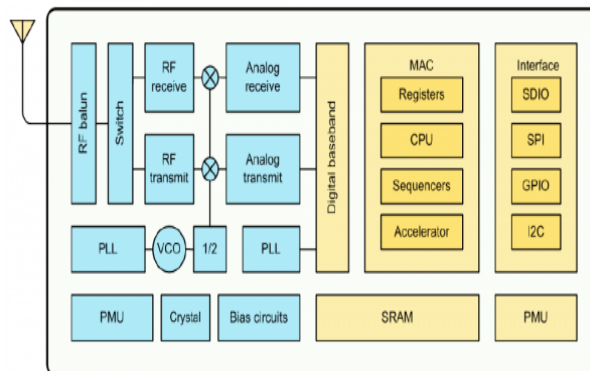 RF balun
Switch
RF
receive
Analog
receive
RF
transmit
Analog
transmit
PLL
VCO
1/2
PLL
Digital baseband
MAC
Registers
CPU
Sequencers
Accelerator
Interface
SDIO
SPI
GPIO
I2C
PMU
Crystal
Bias circuits
SRAM
PMU